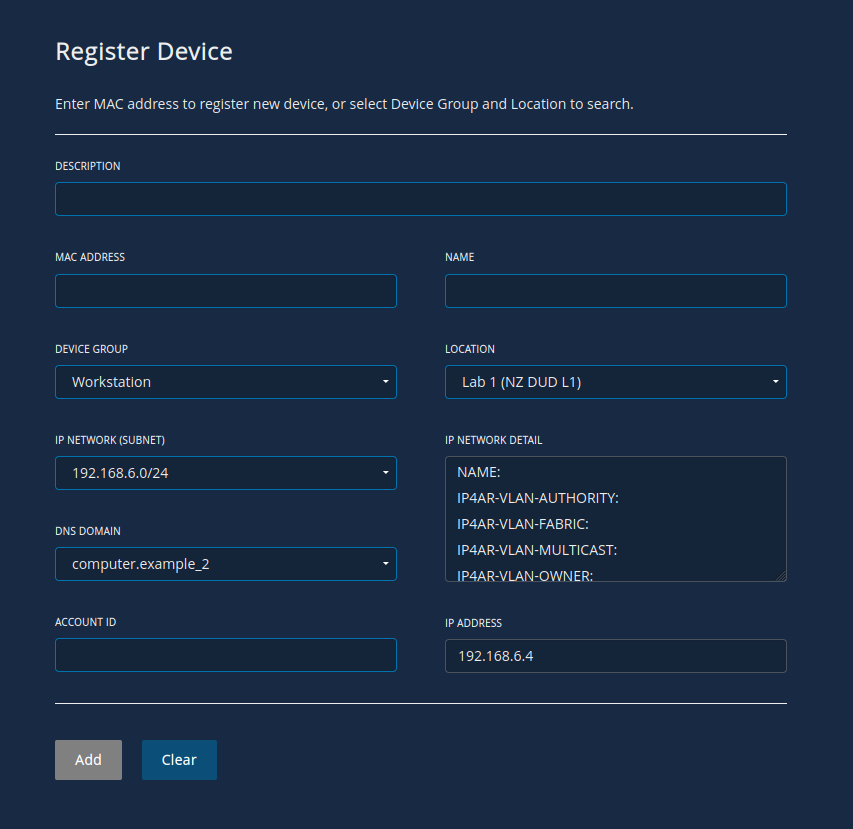 Register Device
Enter MAC address to register new device, or select Device Group and Location to search.
DESCRIPTION
MAC ADDRESS
NAME
DEVICE GROUP
LOCATION
Workstation
Lab 1 (NZ DUD L1)
IP NETWORK (SUBNET)
IP NETWORK DETAIL
192.168.6.0/24
NAME:
IP4AR-VLAN-AUTHORITY:
IP4AR-VLAN-FABRIC:
IP4AR-VLAN-MULTICAST:
IP4AR-VLAN-OWNER:
DNS DOMAIN
computer.example_2
ACCOUNT ID
IP ADDRESS
192.168.6.4
Add
Clear